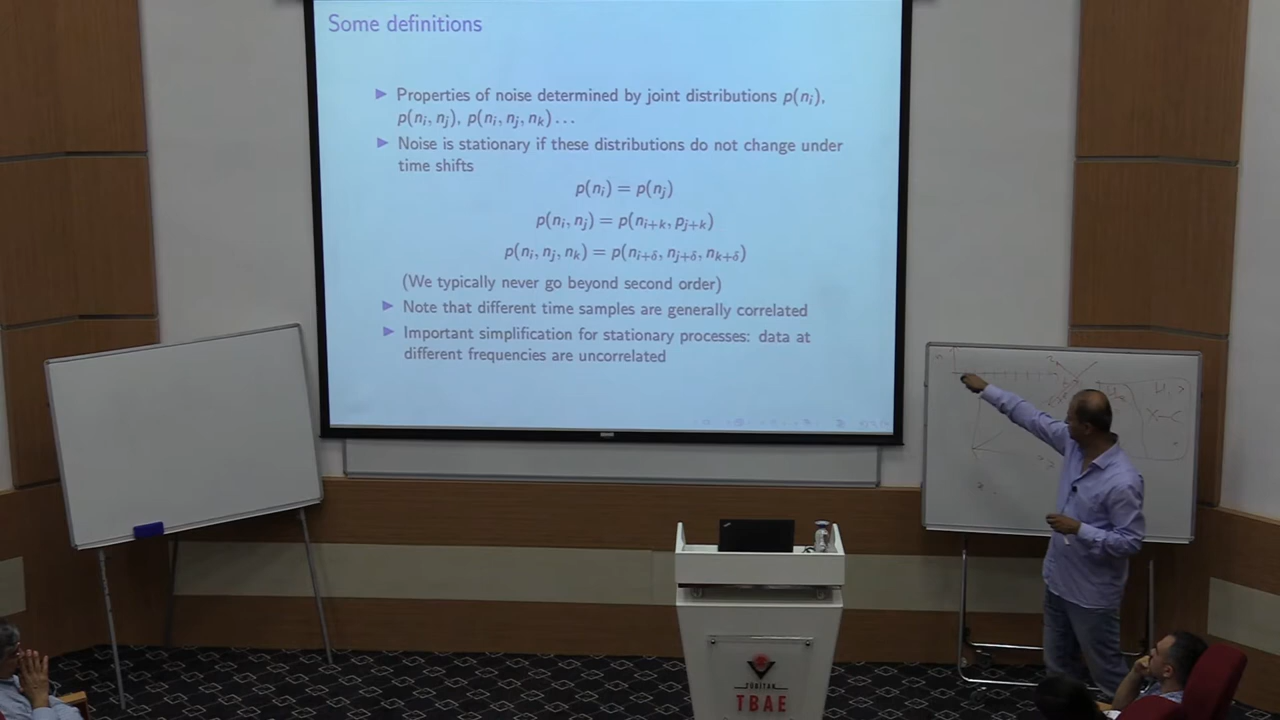 Some definitions
Properties of noise determined by joint distributions p(n_i),
p(n_i, n_j), p(n_i, n_j, n_k) . . .
Noise is stationary if these distributions do not change under
time shifts
p(n_i) = p(n_j)
p(n_i, n_j) = p(n_{i+k}, p_{j+k})
p(n_i, n_j, n_k) = p(n_{i+δ}, n_{j+δ}, n_{k+δ})
(We typically never go beyond second order)
Note that different time samples are generally correlated
Important simplification for stationary processes: data at
different frequencies are uncorrelated
TÜBİTAK
TBAE